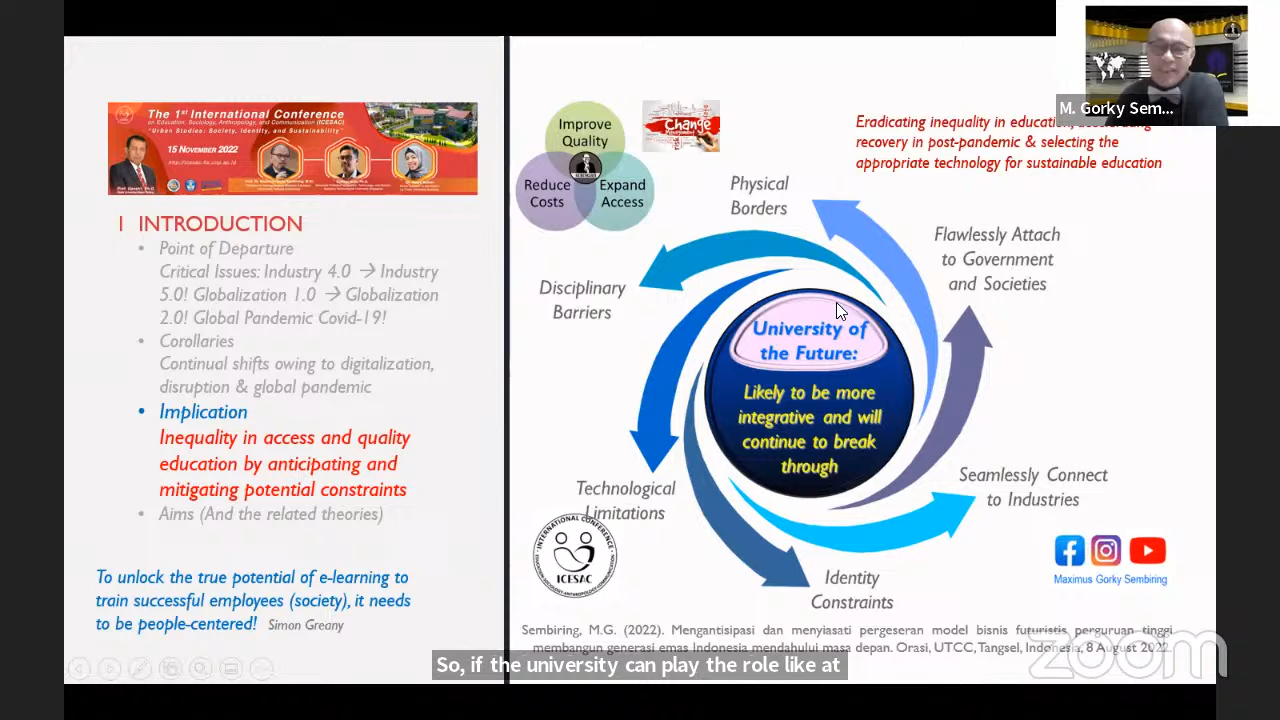 The 1st International Conference
on Education, Sociology, Anthropology, and Communication (ICESAC)
"Urban Studies: Society, Identity, and Sustainability"
15 NOVEMBER 2022
I INTRODUCTION
• Point of Departure
Critical Issues: Industry 4.0 → Industry
5.0! Globalization 1.0 → Globalization
2.0! Global Pandemic Covid-19!
• Corollaries
Continual shifts owing to digitalization,
disruption & global pandemic
• Implication
Inequality in access and quality
education by anticipating and
mitigating potential constraints
• Aims (And the related theories)
To unlock the true potential of e-learning to
train successful employees (society), it needs
to be people-centered! Simon Greany
Improve
Quality
Reduce
Costs
Expand
Access
Change
Eradicating inequality in education,
recovery in post-pandemic & selecting the
appropriate technology for sustainable education
M. Gorky Sem...
Physical
Borders
Flawlessly Attach
to Government
and Societies
Disciplinary
Barriers
University of
the Future:
Likely to be more
integrative and will
continue to break
through
Technological
Limitations
Seamlessly Connect
to Industries
Identity
Constraints
INTERNATIONAL CONFERENCE
ICESAC
Maximus Gorky Sembiring
Sembiring, M.G. (2022). Mengantisipasi dan menyiasati pergeseran model bisnis futuristis perguruan tinggi
membangun generasi emas Indonesia mendahului masa depan. Orasi, UTCC, Tangsel, Indonesia, 8 August 2022.
zoom
So, if the university can play the role like at